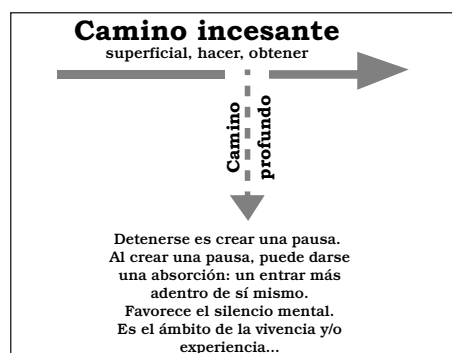 Camino incesante
superficial, hacer, obtener
Camino
profundo
Detenerse es crear una pausa.
Al crear una pausa, puede darse
una absorción: un entrar más
adentro de sí mismo.
Favorece el silencio mental.
Es el ámbito de la vivencia y/o
experiencia...